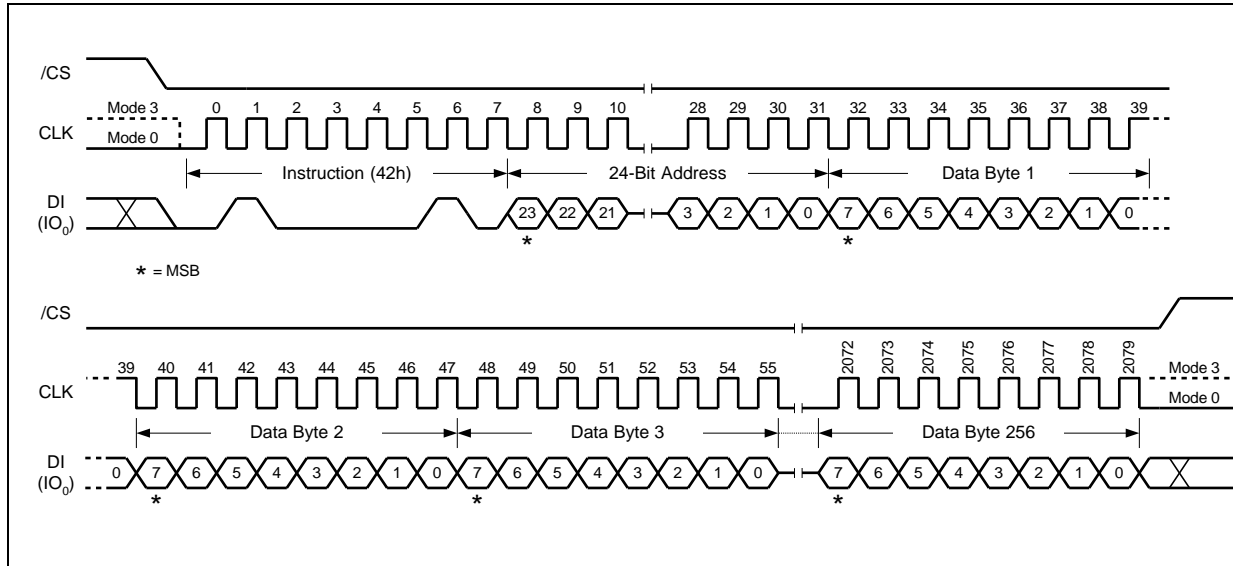 /CS
Mode 3 0 1 2 3 4 5 6 7 8 9 10 28 29 30 31 32 33 34 35 36 37 38 39
CLK Mode 0
Instruction (42h) 24-Bit Address Data Byte 1
DI
(IO₀) 23 22 21 3 2 1 0 7 6 5 4 3 2 1 0
* *
* = MSB
/CS
39 40 41 42 43 44 45 46 47 48 49 50 51 52 53 54 55 2072 2073 2074 2075 2076 2077 2078 2079 Mode 3
CLK Mode 0
Data Byte 2 Data Byte 3 Data Byte 256
DI
(IO₀) 0 7 6 5 4 3 2 1 0 7 6 5 4 3 2 1 0 7 6 5 4 3 2 1 0
* * *